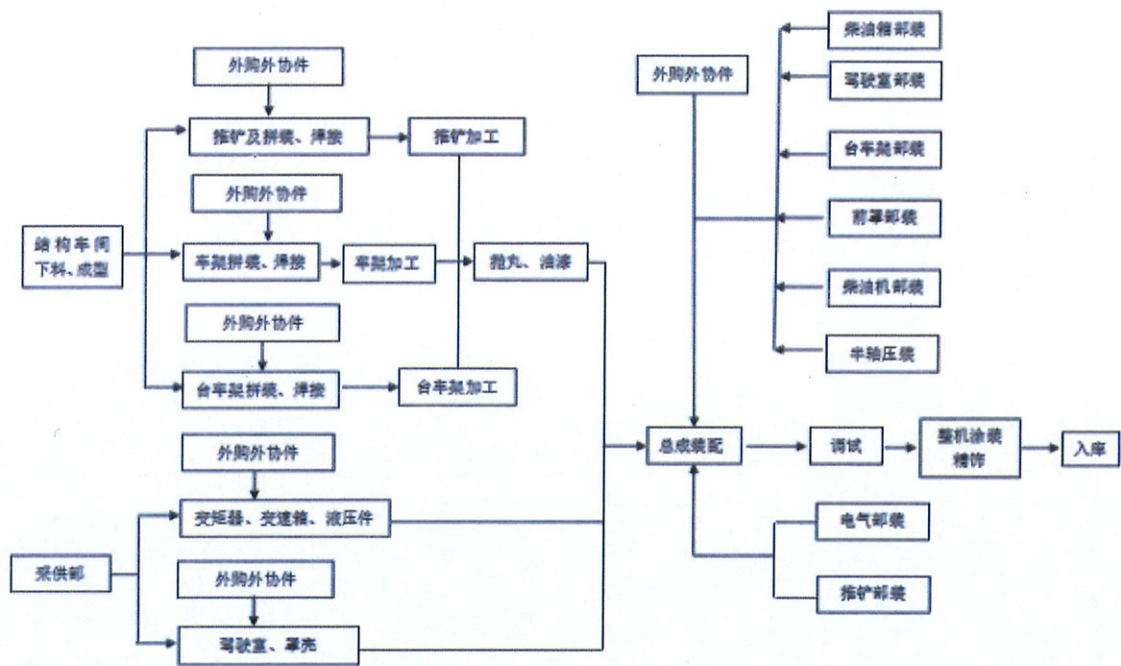 外购外协件
推铲及拼装、焊接
推铲加工
外购外协件
结构车间
下料、成型
车架拼装、焊接
车架加工
抛丸、油漆
外购外协件
台车架拼装、焊接
台车架加工
外购外协件
变矩器、变速箱、液压件
采供部
外购外协件
驾驶室、罩壳
外购外协件
柴油箱部装
驾驶室部装
台车架部装
前罩部装
柴油机部装
半轴压装
总成装配
调试
整机涂装
精饰
入库
电气部装
推铲部装